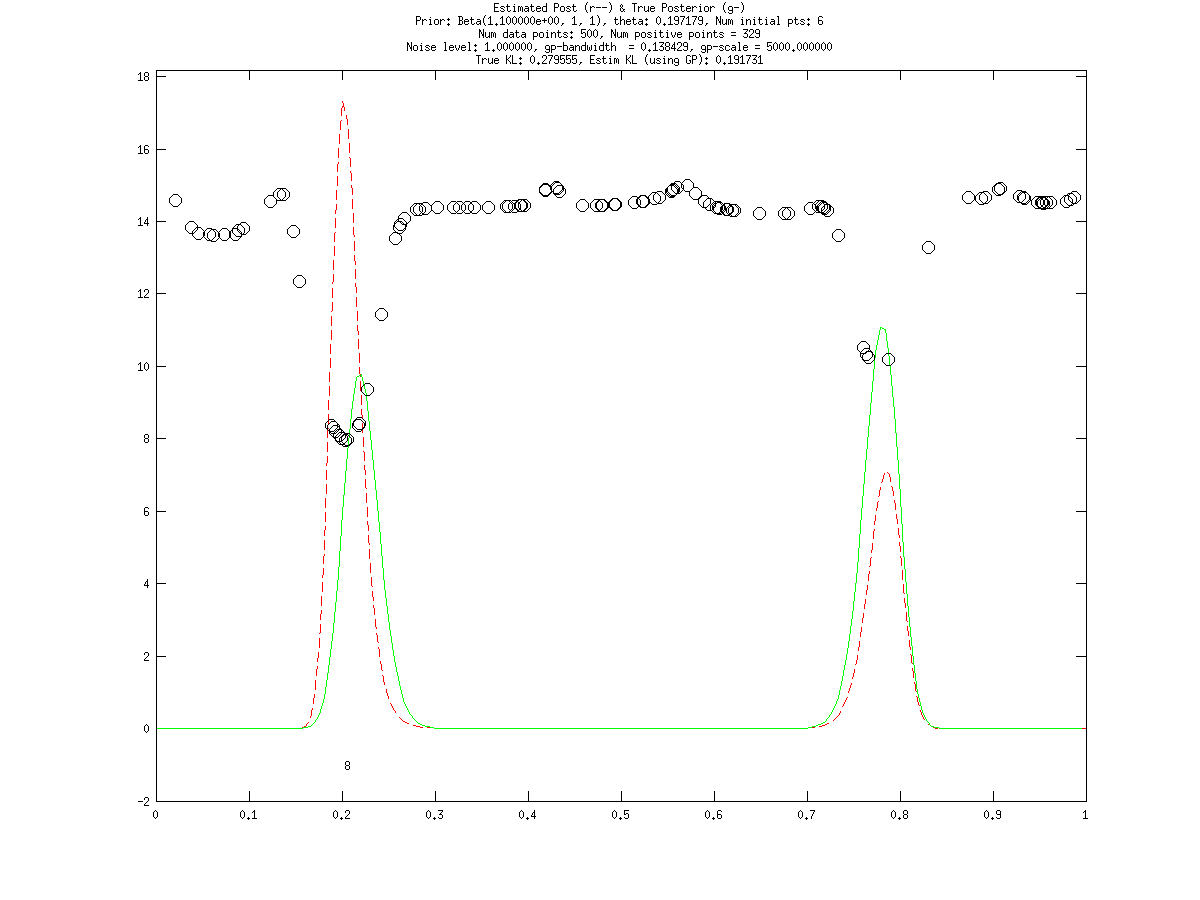 Estimated Post (r--) & True Posterior (g-)
Prior: Beta(1.100000e+00, 1, 1), theta: 0.197179, Num initial pts: 6
Num data points: 500, Num positive points = 329
Noise level: 1.000000, gp-bandwidth  = 0.138429, gp-scale = 5000.000000
True KL: 0.279555, Estim KL (using GP): 0.191731
18
16
14
12
10
8
6
4
2
0
8
-2
0 0.1 0.2 0.3 0.4 0.5 0.6 0.7 0.8 0.9 1